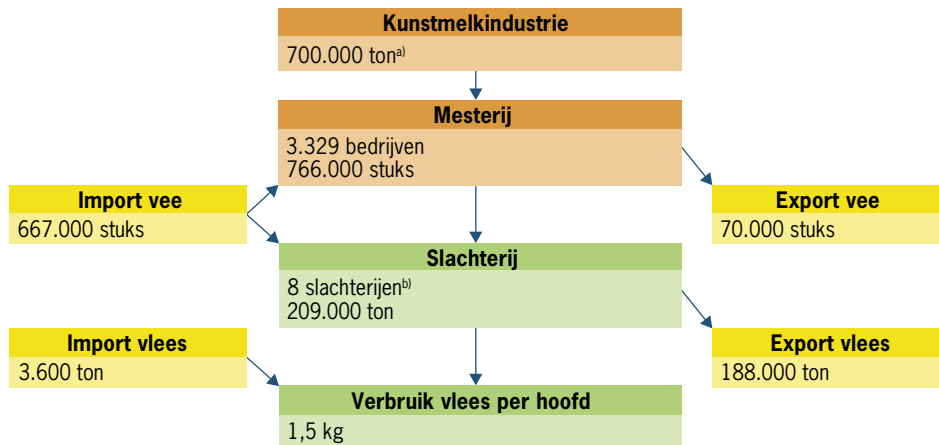 Kunstmelkindustrie
700.000 ton a)
Mesterij
3.329 bedrijven
766.000 stuks
Import vee
667.000 stuks
Export vee
70.000 stuks
Slachterij
8 slachterijen b)
209.000 ton
Import vlees
3.600 ton
Export vlees
188.000 ton
Verbruik vlees per hoofd
1,5 kg